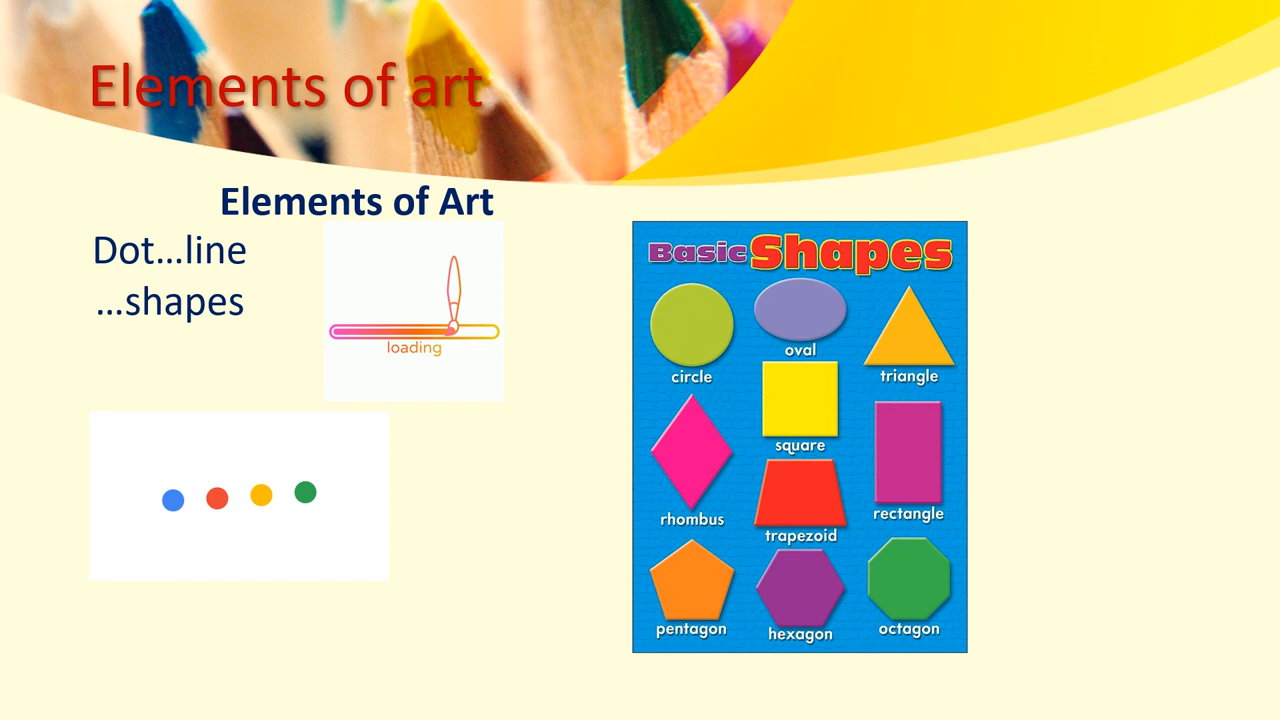 Elements of art
Elements of Art
Dot...line
...shapes
loading
Basic Shapes
circle
oval
triangle
square
rhombus
trapezoid
rectangle
pentagon
hexagon
octagon